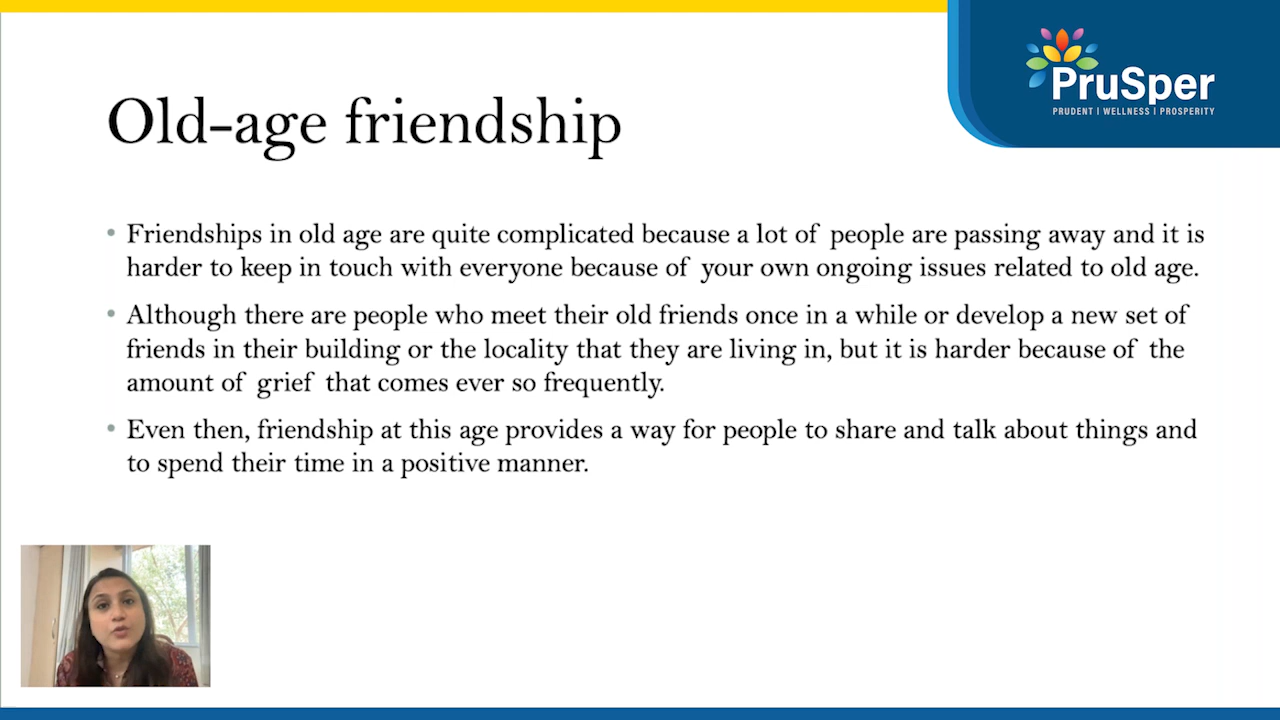 PruSper
PRUDENT | WELLNESS | PROSPERITY
Old-age friendship
• Friendships in old age are quite complicated because a lot of people are passing away and it is
harder to keep in touch with everyone because of your own ongoing issues related to old age.
• Although there are people who meet their old friends once in a while or develop a new set of
friends in their building or the locality that they are living in, but it is harder because of the
amount of grief that comes ever so frequently.
• Even then, friendship at this age provides a way for people to share and talk about things and
to spend their time in a positive manner.